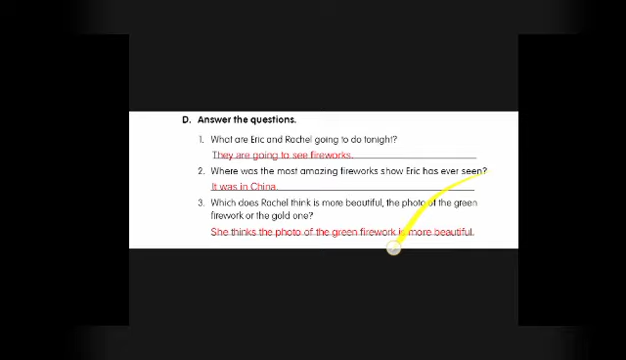 D. Answer the questions.
1. What are Eric and Rachel going to do tonight?
They are going to see fireworks.
2. Where was the most amazing fireworks show Eric has ever seen?
It was in China.
3. Which does Rachel think is more beautiful, the photo of the green
firework or the gold one?
She thinks the photo of the green firework is more beautiful.